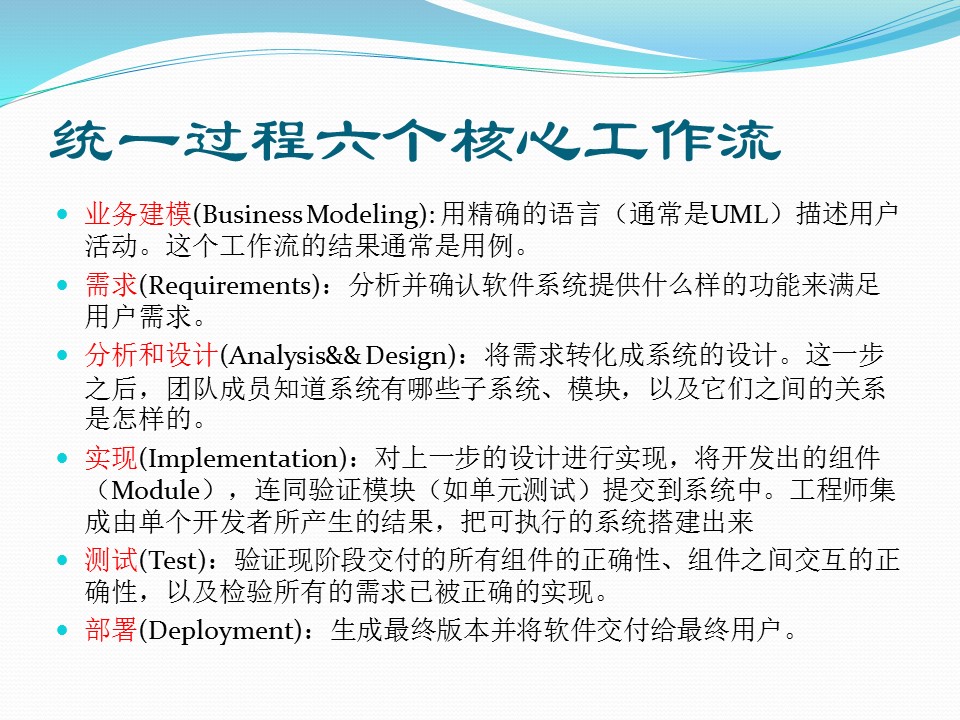 统一过程六个核心工作流
业务建模(Business Modeling): 用精确的语言（通常是UML）描述用户
活动。这个工作流的结果通常是用例。
需求(Requirements)：分析并确认软件系统提供什么样的功能来满足
用户需求。
分析和设计(Analysis&& Design)：将需求转化成系统的设计。这一步
之后，团队成员知道系统有哪些子系统、模块，以及它们之间的关系
是怎样的。
实现(Implementation)：对上一步的设计进行实现，将开发出的组件
（Module），连同验证模块（如单元测试）提交到系统中。工程师集
成由单个开发者所产生的结果，把可执行的系统搭建出来
测试(Test)：验证现阶段交付的所有组件的正确性、组件之间交互的正
确性，以及检验所有的需求已被正确的实现。
部署(Deployment)：生成最终版本并将软件交付给最终用户。